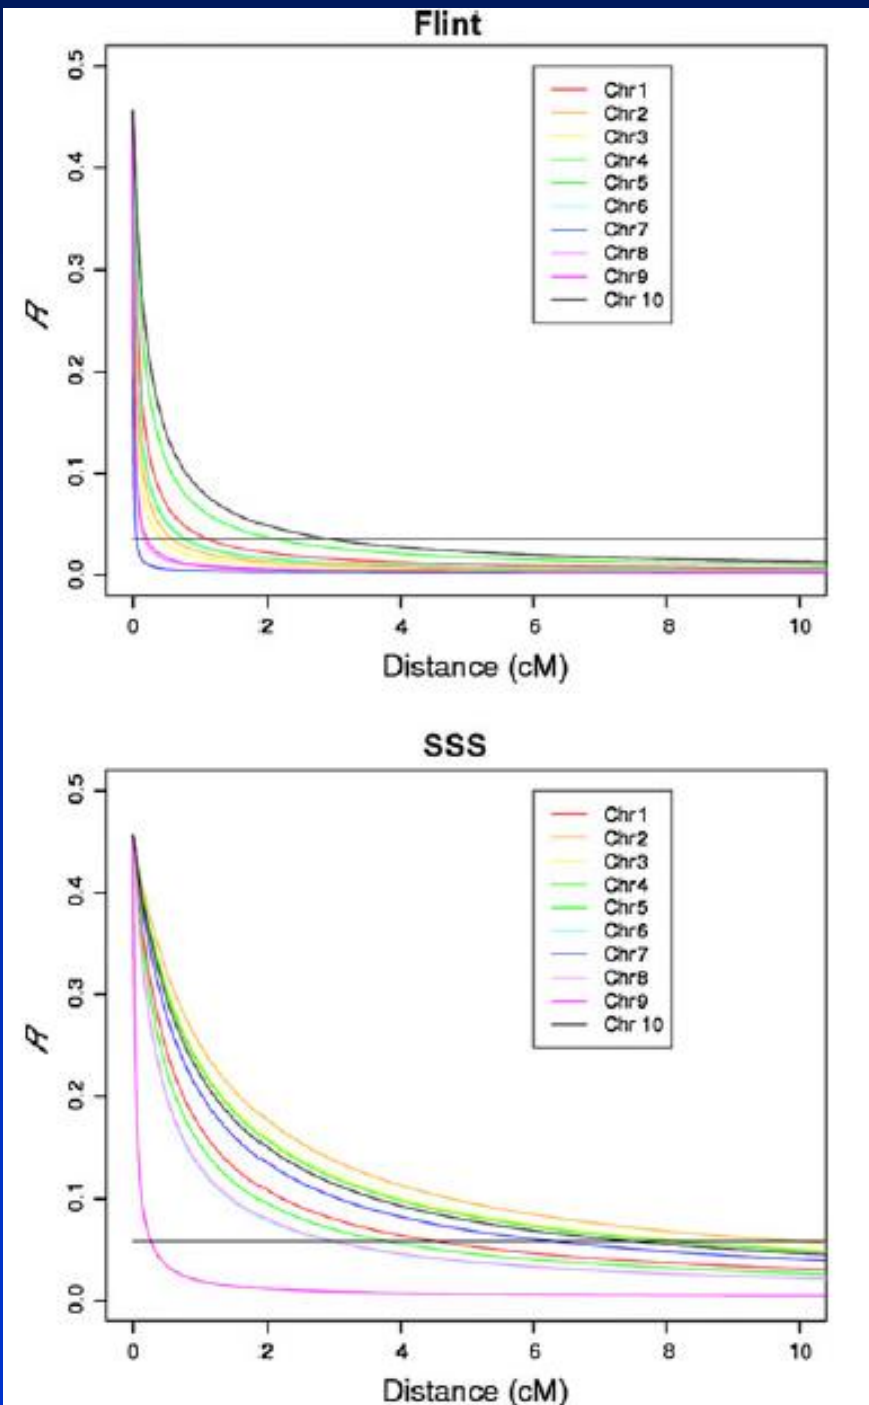 Flint
0.5
0.4
0.3
0.2
0.1
0.0
R
Chr1
Chr2
Chr3
Chr4
Chr5
Chr6
Chr7
Chr8
Chr9
Chr 10
0 2 4 6 8 10
Distance (cM)
SSS
0.5
0.4
0.3
0.2
0.1
0.0
R
Chr1
Chr2
Chr3
Chr4
Chr5
Chr6
Chr7
Chr8
Chr9
Chr 10
0 2 4 6 8 10
Distance (cM)